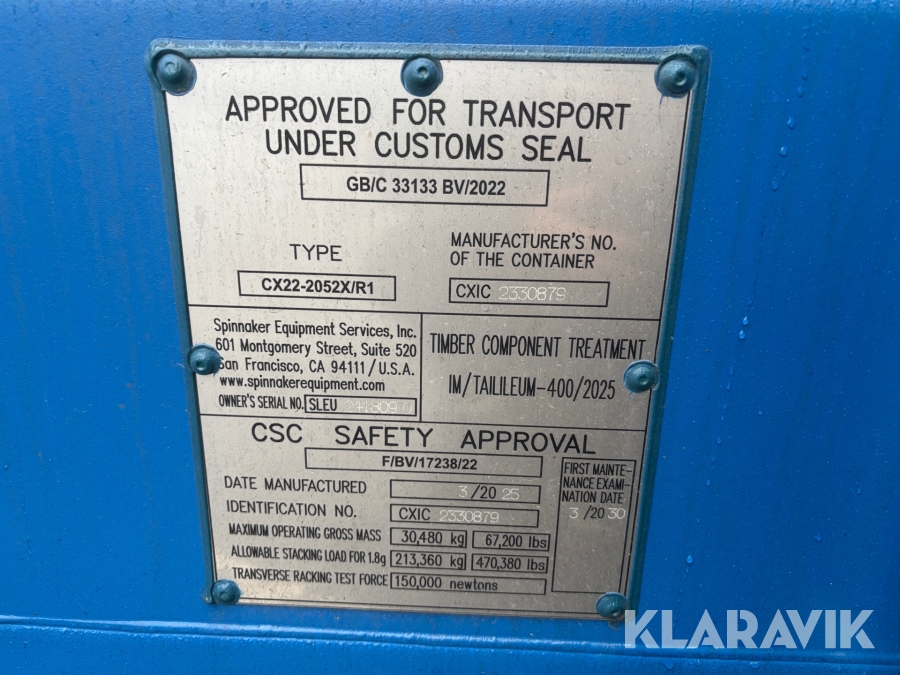 APPROVED FOR TRANSPORT
UNDER CUSTOMS SEAL
GB/C 33133 BV/2022
TYPE
CX22-2052X/R1
MANUFACTURER'S NO.
OF THE CONTAINER
CXIC 2330879
Spinnaker Equipment Services, Inc.
601 Montgomery Street, Suite 520
San Francisco, CA 94111 / U.S.A.
www.spinnakerequipment.com
OWNER'S SERIAL NO. SLEU
TIMBER COMPONENT TREATMENT
IM/TAILILEUM-400/2025
CSC SAFETY APPROVAL
F/BV/17238/22
DATE MANUFACTURED 3/20 25
IDENTIFICATION NO. CXIC 2330879
MAXIMUM OPERATING GROSS MASS 30,480 kg 67,200 lbs
ALLOWABLE STACKING LOAD FOR 1.8g 213,360 kg 470,380 lbs
TRANSVERSE RACKING TEST FORCE 150,000 newtons
FIRST MAINTE-
NANCE EXAMI-
NATION DATE
3 /20 30
KLARAVIK